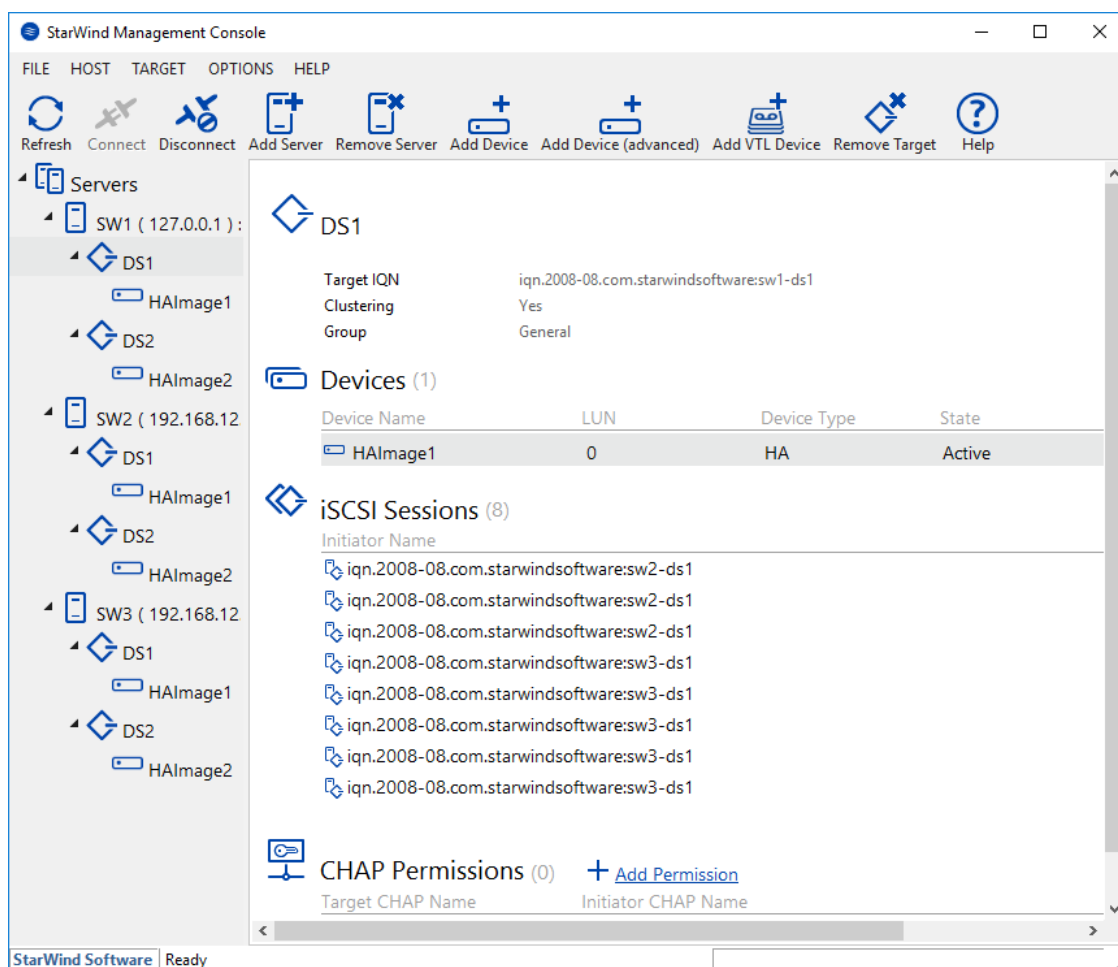 StarWind Management Console
FILE HOST TARGET OPTIONS HELP
Refresh Connect Disconnect Add Server Remove Server Add Device Add Device (advanced) Add VTL Device Remove Target Help
Servers
SW1 ( 127.0.0.1 ) :
DS1
HAImage1
DS2
HAImage2
SW2 ( 192.168.12
DS1
HAImage1
DS2
HAImage2
SW3 ( 192.168.12
DS1
HAImage1
DS2
HAImage2
DS1
Target IQN iqn.2008-08.com.starwindsoftware:sw1-ds1
Clustering Yes
Group General
Devices (1)
Device Name LUN Device Type State
HAImage1 0 HA Active
iSCSI Sessions (8)
Initiator Name
iqn.2008-08.com.starwindsoftware:sw2-ds1
iqn.2008-08.com.starwindsoftware:sw2-ds1
iqn.2008-08.com.starwindsoftware:sw2-ds1
iqn.2008-08.com.starwindsoftware:sw3-ds1
iqn.2008-08.com.starwindsoftware:sw3-ds1
iqn.2008-08.com.starwindsoftware:sw3-ds1
iqn.2008-08.com.starwindsoftware:sw3-ds1
iqn.2008-08.com.starwindsoftware:sw3-ds1
CHAP Permissions (0) Add Permission
Target CHAP Name Initiator CHAP Name
StarWind Software Ready